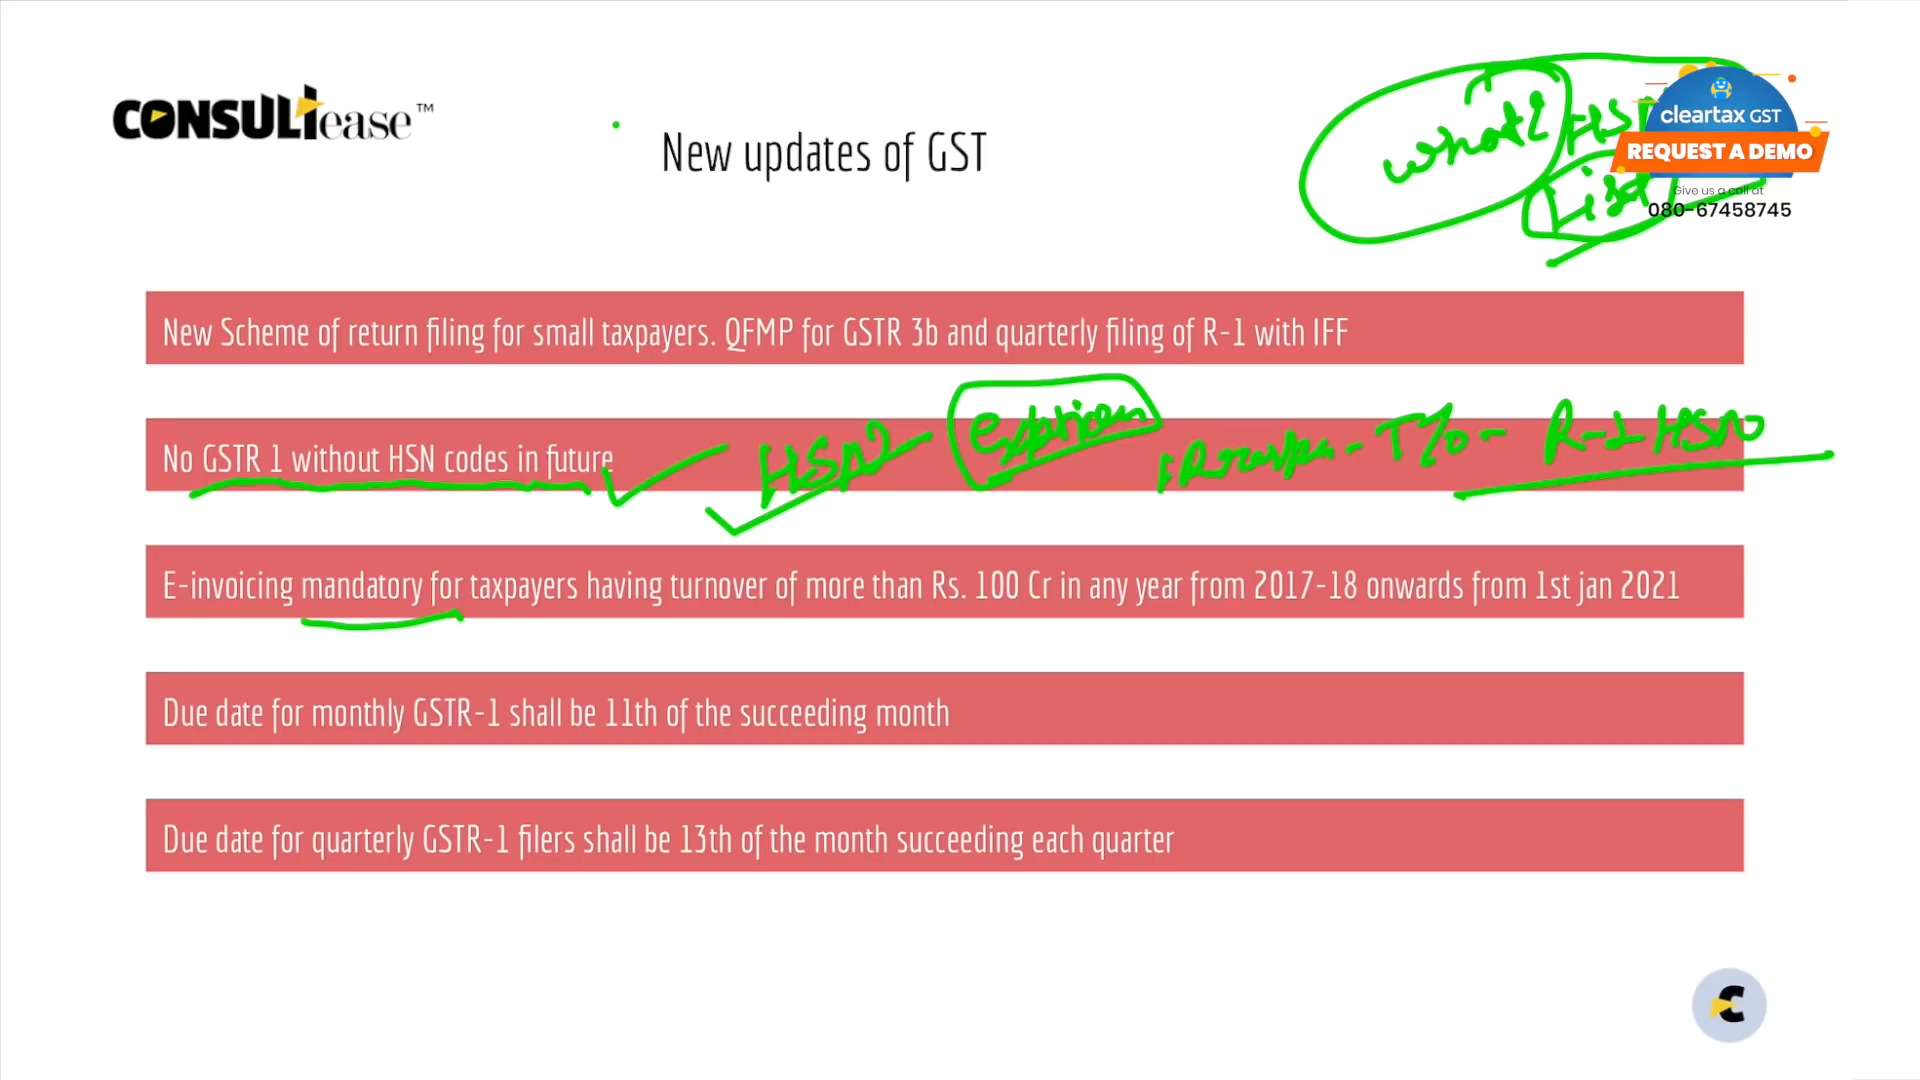 CONSULTease™
New updates of GST
what? HS
List
cleartax GST
REQUEST A DEMO
Give us a call at
080-67458745
New Scheme of return filing for small taxpayers. QFMP for GSTR 3b and quarterly filing of R-1 with IFF
No GSTR 1 without HSN codes in future
HSN R-1 HSN
E-invoicing mandatory for taxpayers having turnover of more than Rs. 100 Cr in any year from 2017-18 onwards from 1st jan 2021
Due date for monthly GSTR-1 shall be 11th of the succeeding month
Due date for quarterly GSTR-1 filers shall be 13th of the month succeeding each quarter